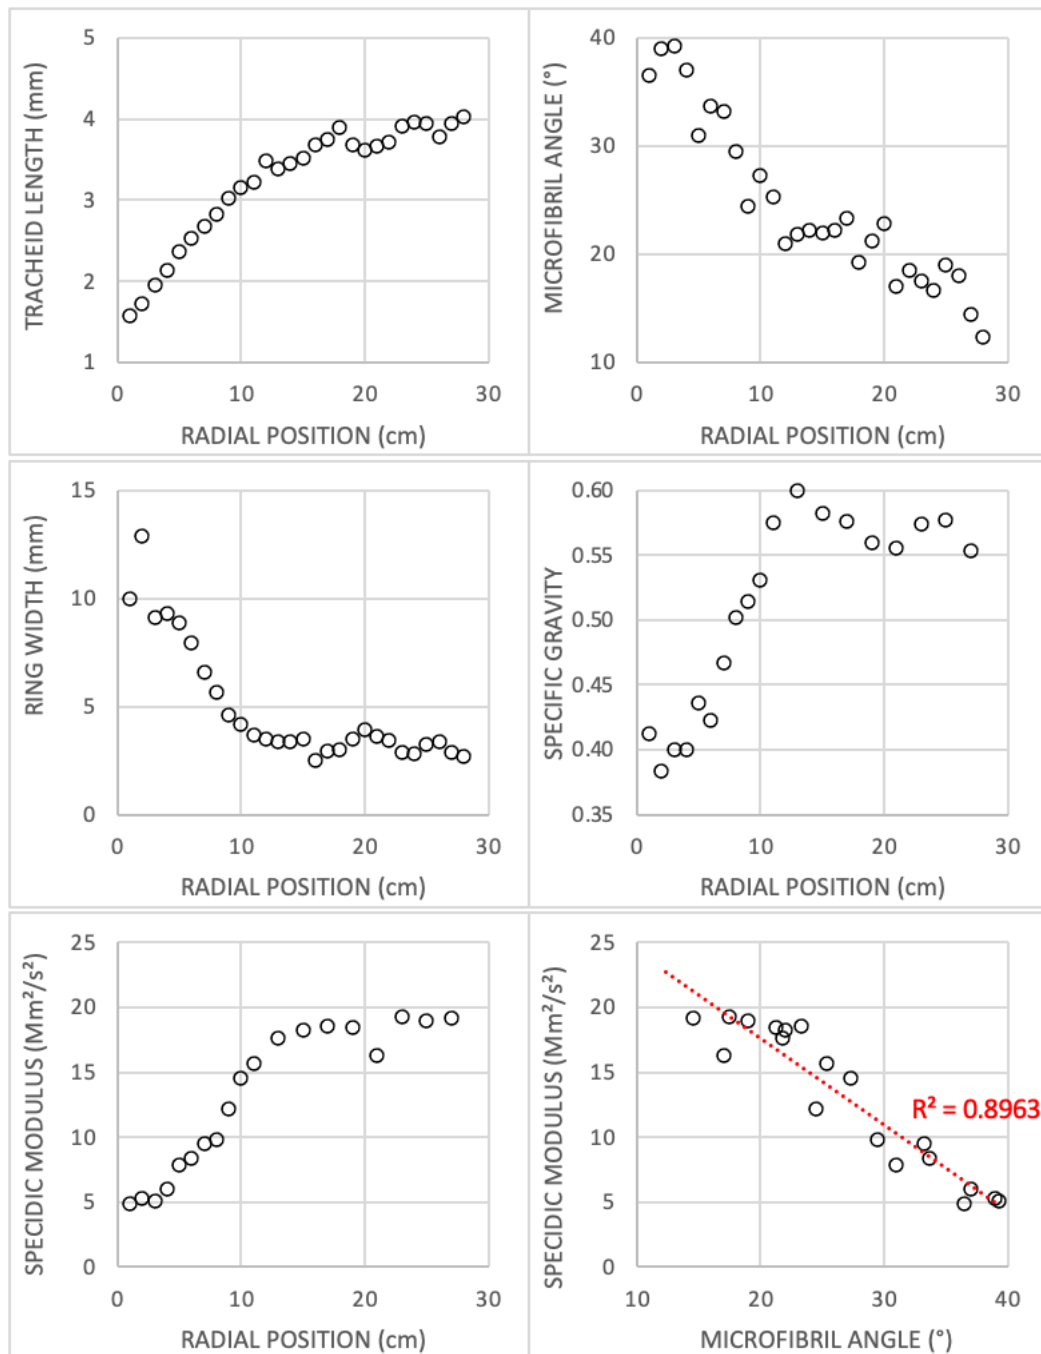 TRACHEID LENGTH (mm)
5
4
3
2
1
0 10 20 30
RADIAL POSITION (cm)
MICROFIBRIL ANGLE (°)
40
30
20
10
0 10 20 30
RADIAL POSITION (cm)
RING WIDTH (mm)
15
10
5
0
0 10 20 30
RADIAL POSITION (cm)
SPECIFIC GRAVITY
0.60
0.55
0.50
0.45
0.40
0.35
0 10 20 30
RADIAL POSITION (cm)
SPECIDIC MODULUS (Mm²/s²)
25
20
15
10
5
0
0 10 20 30
RADIAL POSITION (cm)
SPECIDIC MODULUS (Mm²/s²)
25
20
15
10
5
0
R² = 0.8963
10 20 30 40
MICROFIBRIL ANGLE (°)